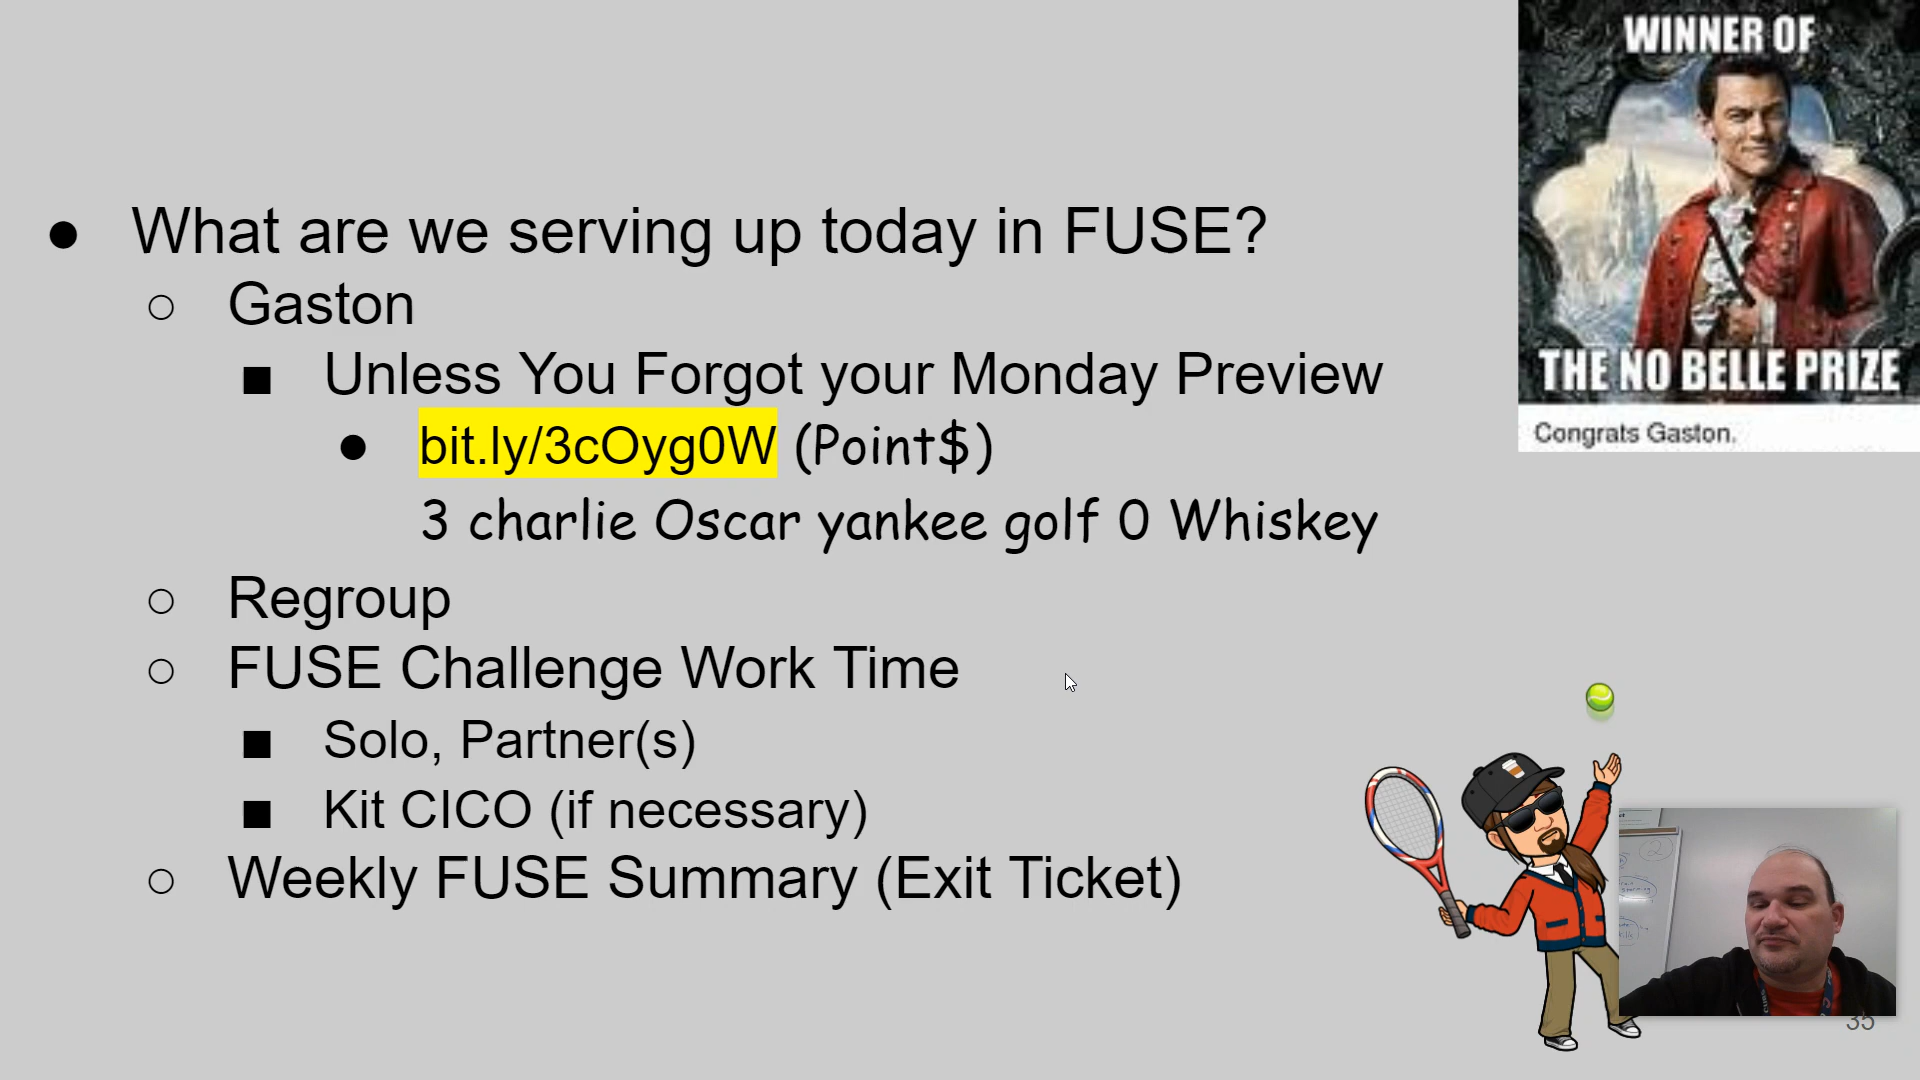 WINNER OF
THE NO BELLE PRIZE
Congrats Gaston.
● What are we serving up today in FUSE?
○ Gaston
■ Unless You Forgot your Monday Preview
● bit.ly/3cOyg0W (Point$)
3 charlie Oscar yankee golf 0 Whiskey
○ Regroup
○ FUSE Challenge Work Time
■ Solo, Partner(s)
■ Kit CICO (if necessary)
○ Weekly FUSE Summary (Exit Ticket)
2
35